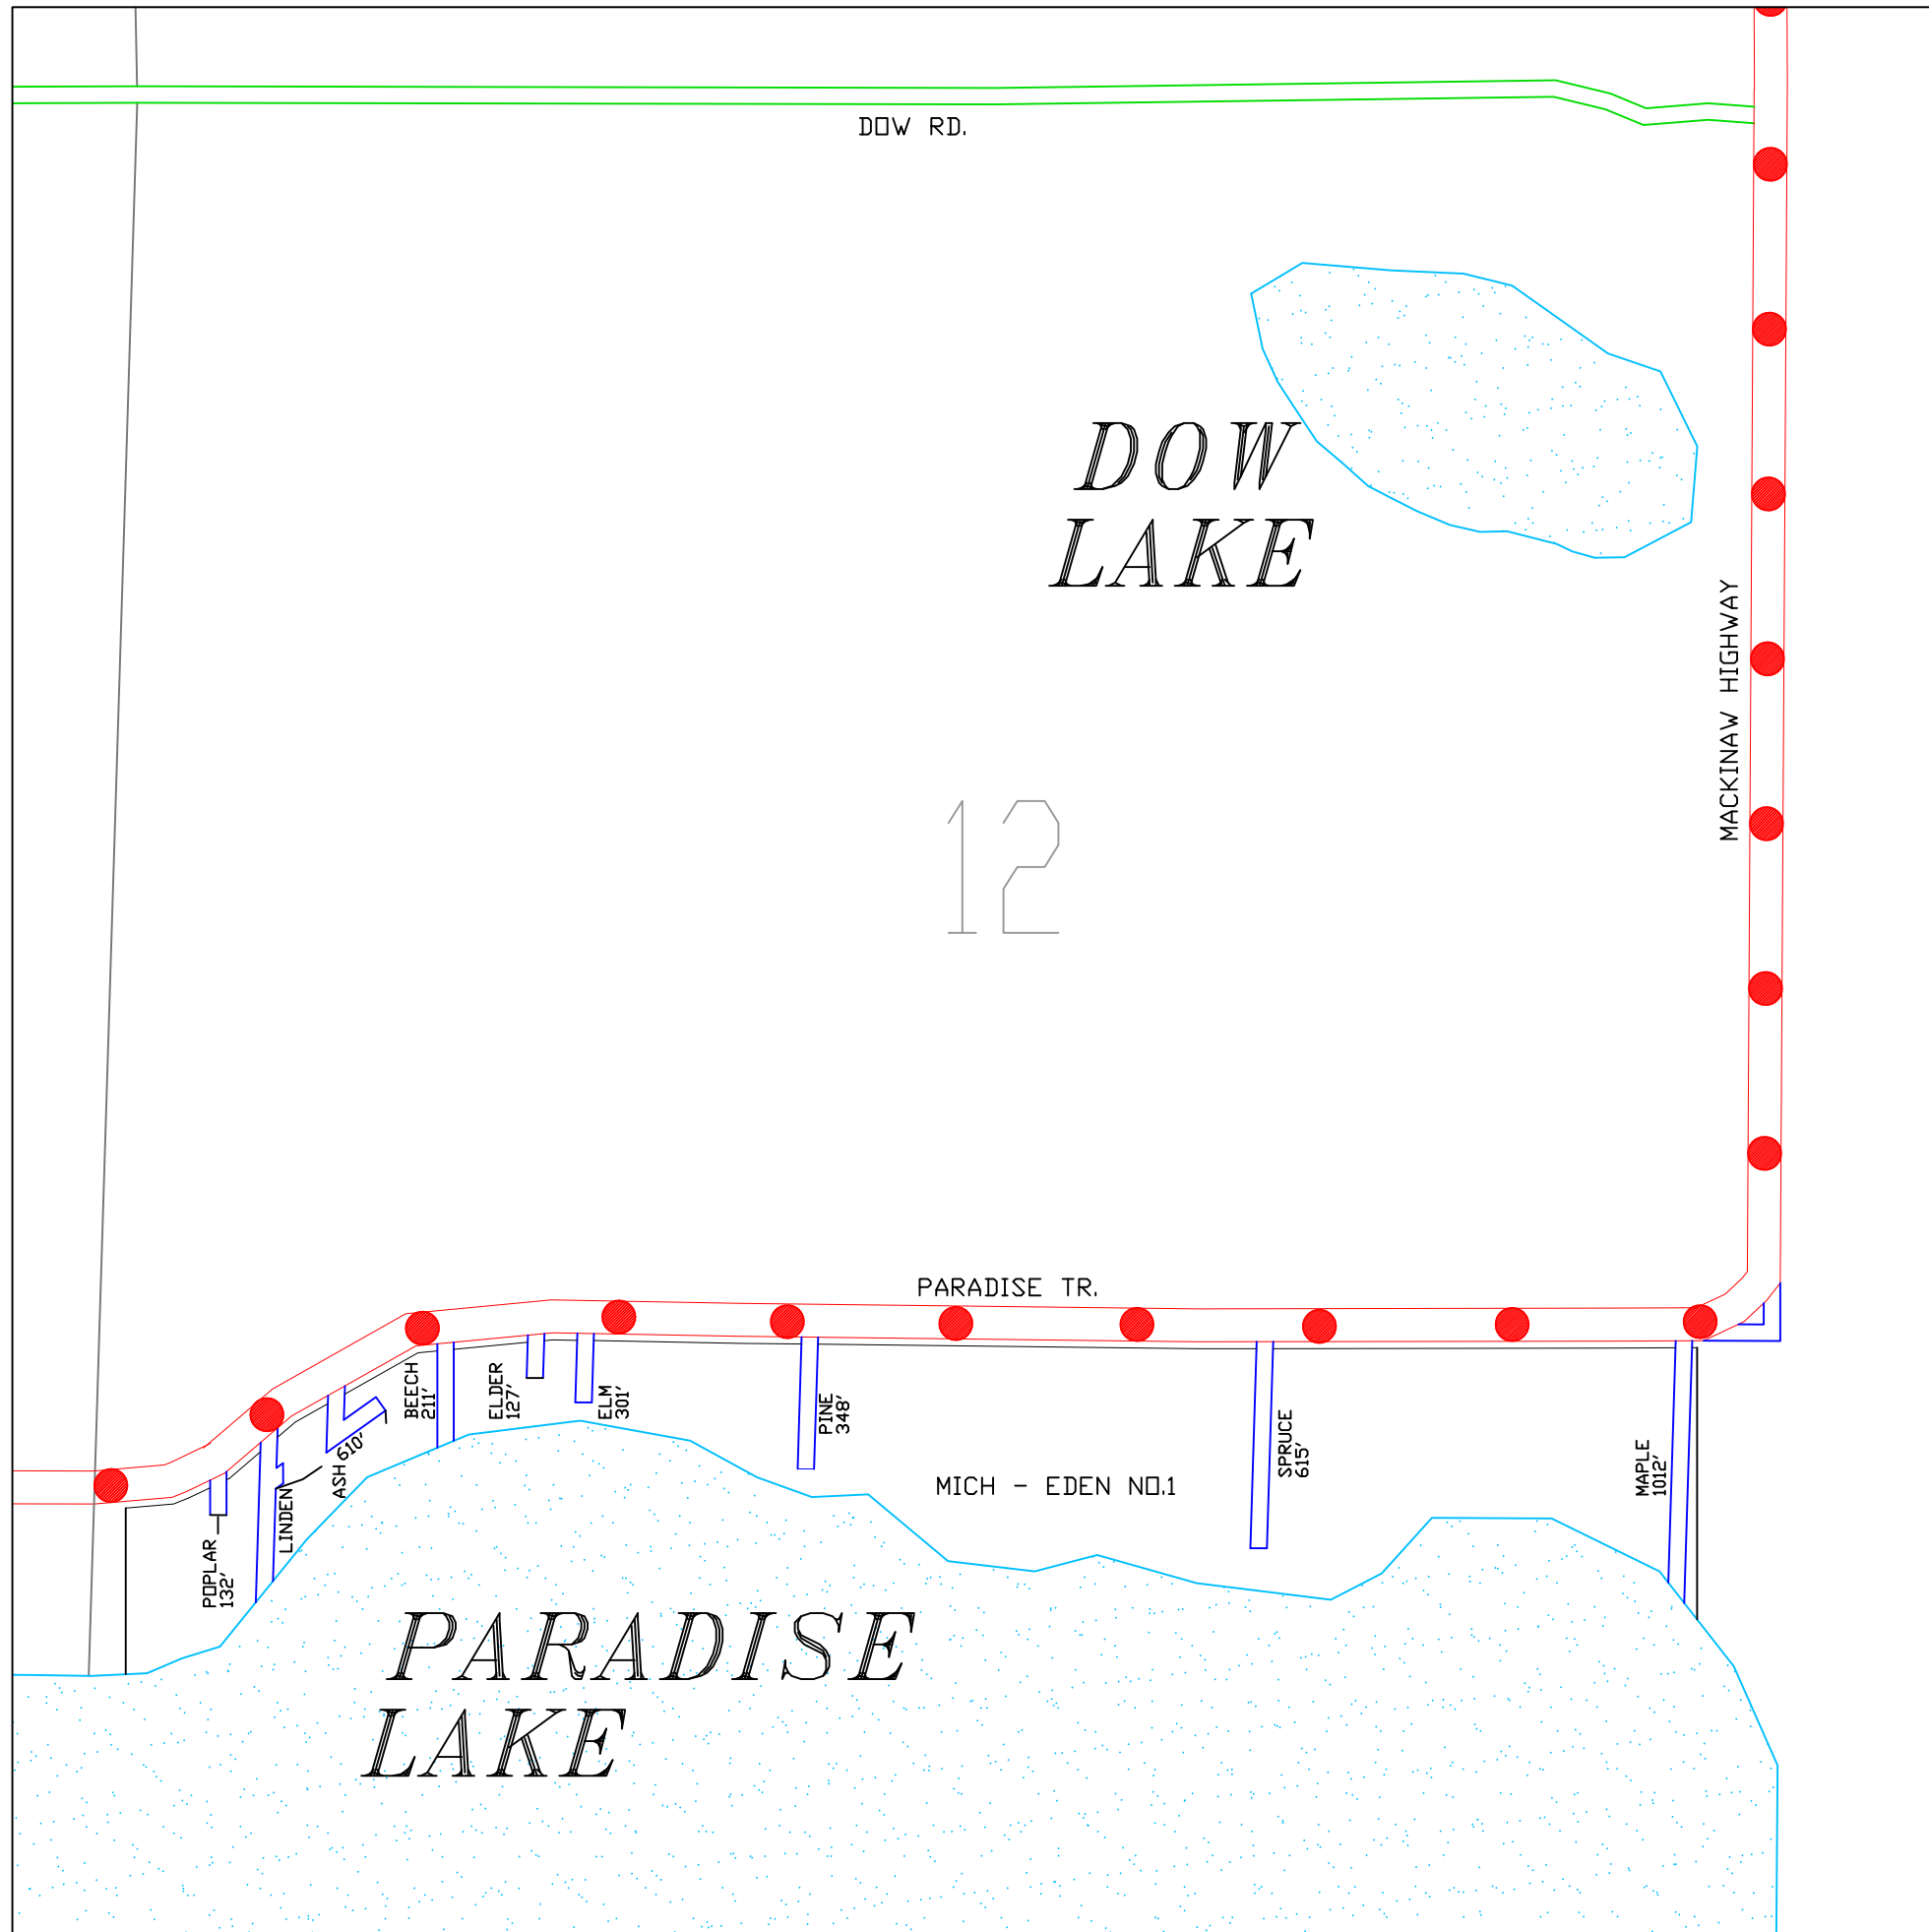 DOW RD.
DOW
LAKE
MACKINAW HIGHWAY
12
PARADISE TR.
BEECH
211'
ELDER
127'
ELM
301'
PINE
348'
SPRUCE
615'
MAPLE
1012'
ASH 610'
LINDEN
POPLAR
132'
MICH - EDEN NO.1
PARADISE
LAKE